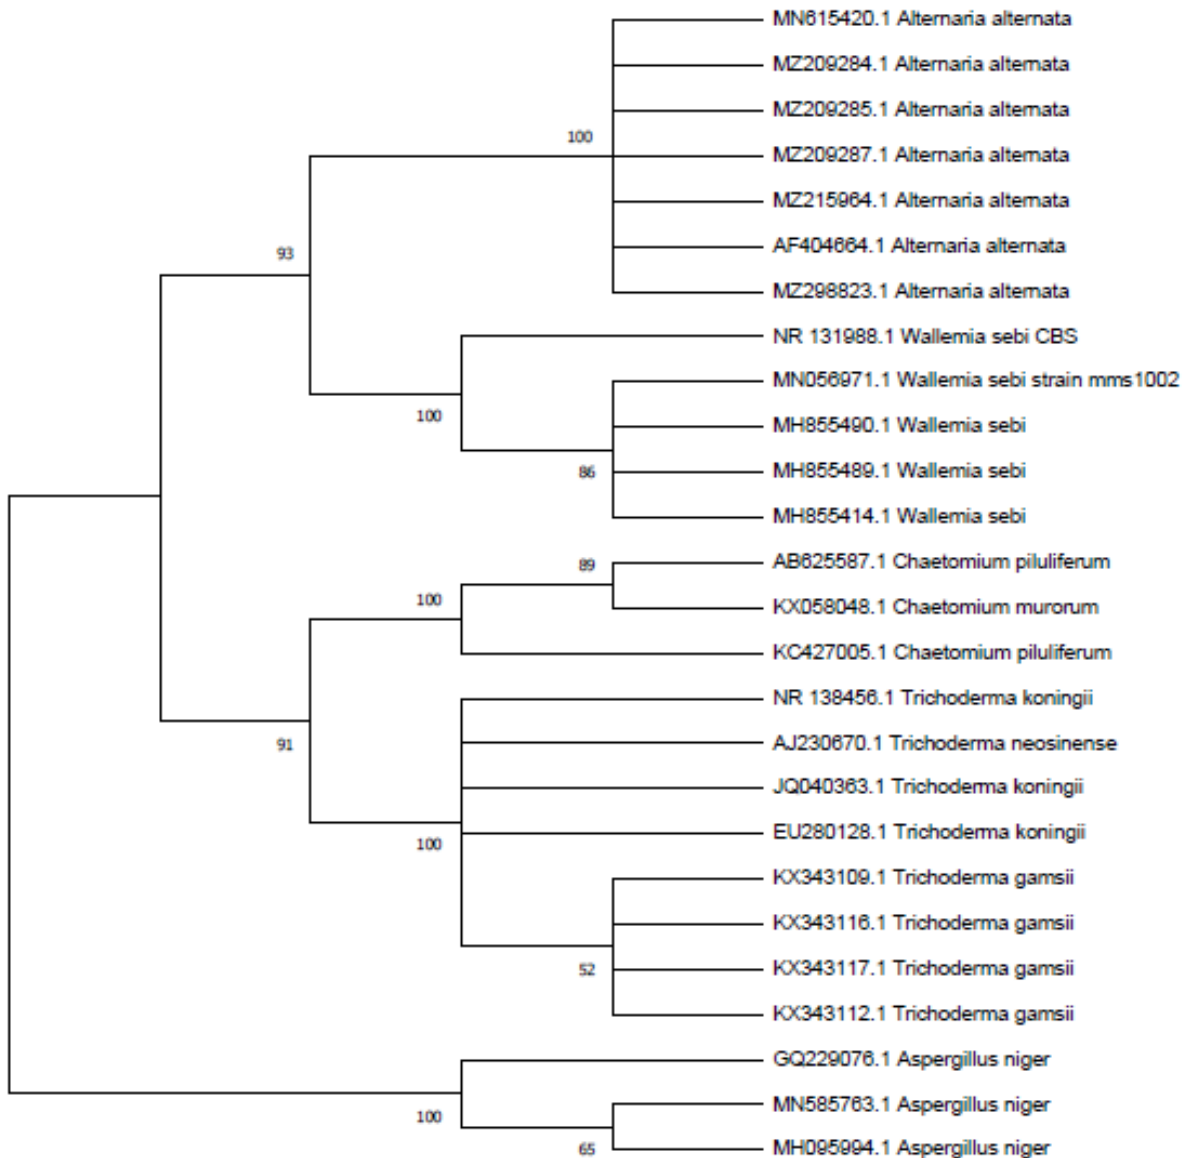 MN615420.1 Alternaria alternata
MZ209284.1 Alternaria alternata
MZ209285.1 Alternaria alternata
100
MZ209287.1 Alternaria alternata
MZ215964.1 Alternaria alternata
AF404664.1 Alternaria alternata
93
MZ298823.1 Alternaria alternata
NR 131988.1 Wallemia sebi CBS
MN056971.1 Wallemia sebi strain mms1002
100
MH855490.1 Wallemia sebi
86
MH855489.1 Wallemia sebi
MH855414.1 Wallemia sebi
89
AB625587.1 Chaetomium piluliferum
100
KX058048.1 Chaetomium murorum
KC427005.1 Chaetomium piluliferum
NR 138456.1 Trichoderma koningii
91
AJ230670.1 Trichoderma neosinense
JQ040363.1 Trichoderma koningii
EU280128.1 Trichoderma koningii
100
KX343109.1 Trichoderma gamsii
KX343116.1 Trichoderma gamsii
52
KX343117.1 Trichoderma gamsii
KX343112.1 Trichoderma gamsii
GQ229076.1 Aspergillus niger
MN585763.1 Aspergillus niger
100
65
MH095994.1 Aspergillus niger